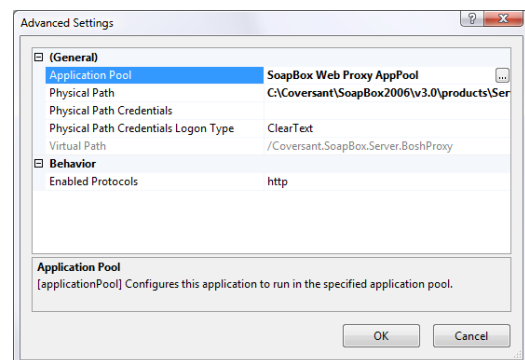 Advanced Settings
(General)
Application Pool SoapBox Web Proxy AppPool ...
Physical Path C:\Coversant\SoapBox2006\v3.0\products\Ser
Physical Path Credentials
Physical Path Credentials Logon Type ClearText
Virtual Path /Coversant.SoapBox.Server.BoshProxy
Behavior
Enabled Protocols http
Application Pool
[applicationPool] Configures this application to run in the specified application pool.
OK Cancel